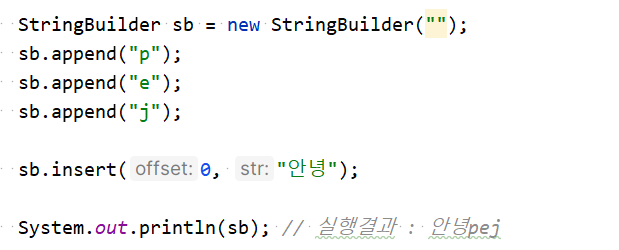 StringBuilder sb = new StringBuilder("");
sb.append("p");
sb.append("e");
sb.append("j");
sb.insert( offset: 0, str: "안녕");
System.out.println(sb); // 실행결과 : 안녕pej